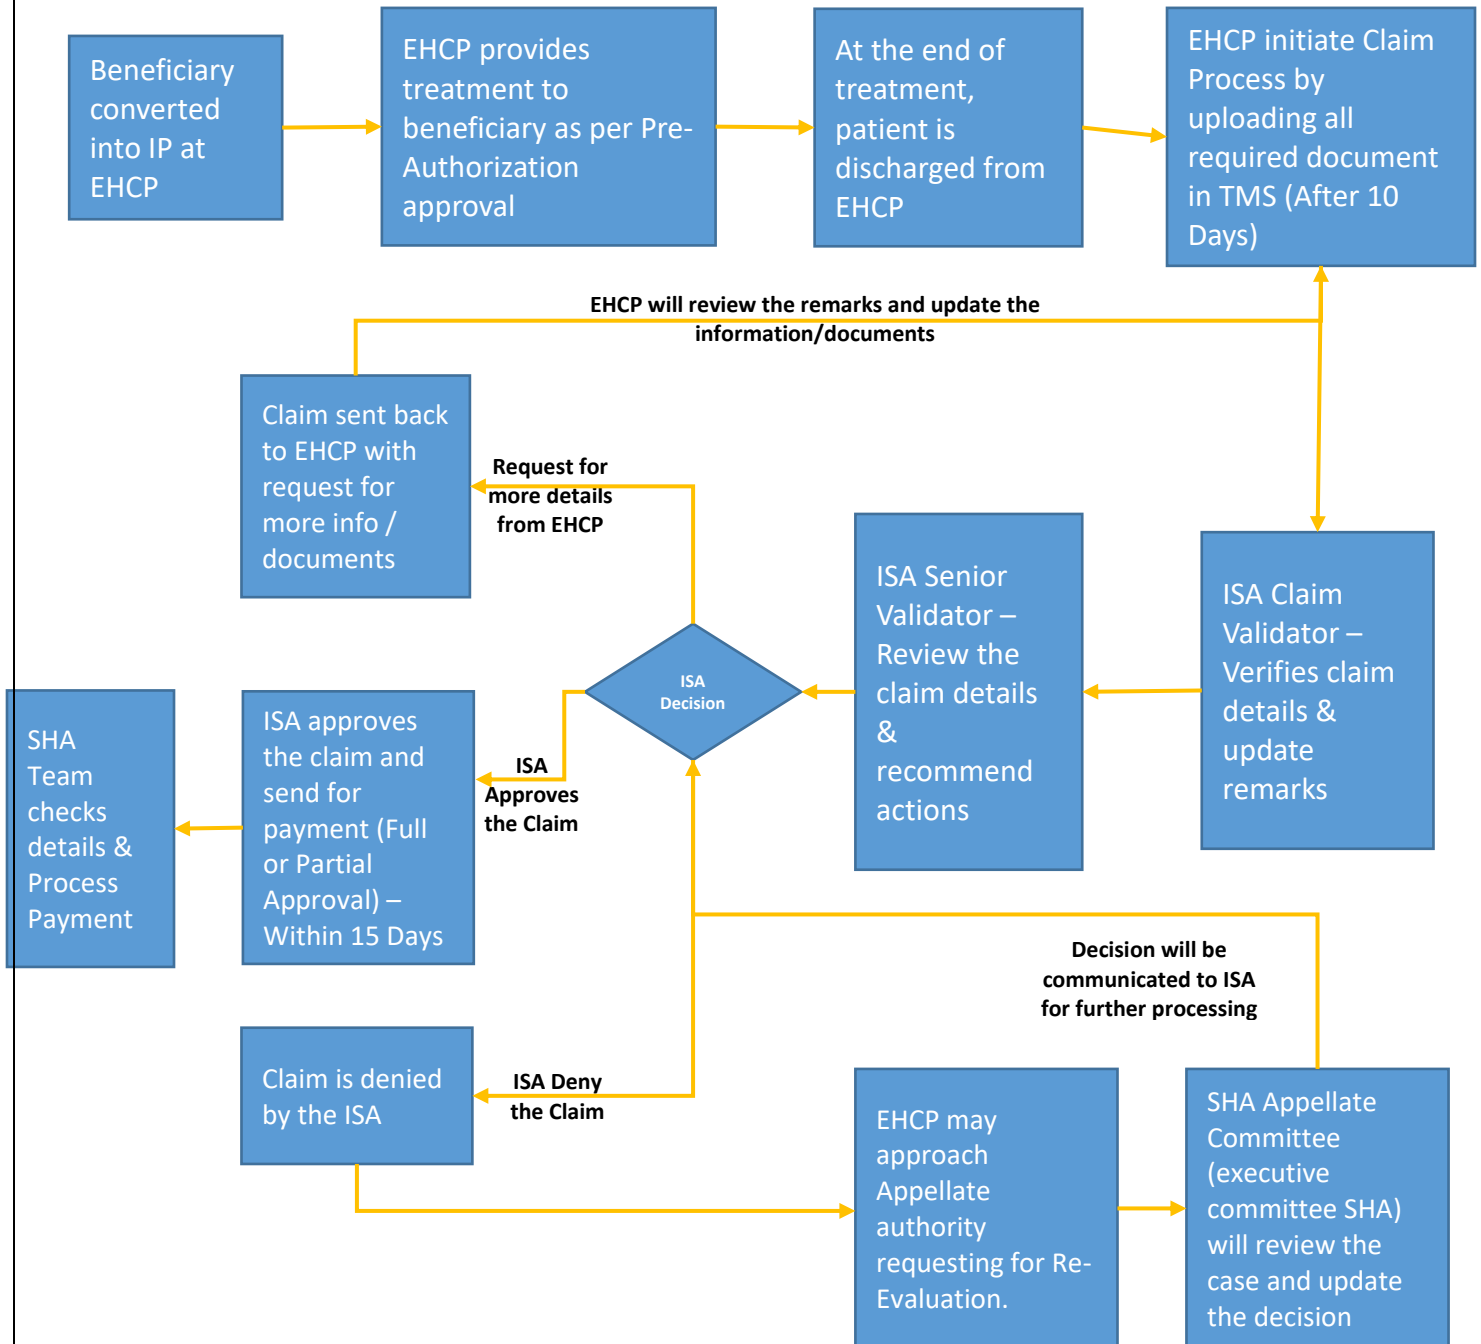 Beneficiary
converted
into IP at
EHCP
EHCP provides
treatment to
beneficiary as per Pre-
Authorization
approval
At the end of
treatment,
patient is
discharged from
EHCP
EHCP initiate Claim
Process by
uploading all
required document
in TMS (After 10
Days)
EHCP will review the remarks and update the
information/documents
Claim sent back
to EHCP with
request for
more info /
documents
Request for
more details
from EHCP
ISA Senior
Validator –
Review the
claim details
&
recommend
actions
ISA Claim
Validator –
Verifies claim
details &
update
remarks
ISA
Decision
SHA
Team
checks
details &
Process
Payment
ISA approves
the claim and
send for
payment (Full
or Partial
Approval) –
Within 15 Days
ISA
Approves
the Claim
Decision will be
communicated to ISA
for further processing
Claim is denied
by the ISA
ISA Deny
the Claim
EHCP may
approach
Appellate
authority
requesting for Re-
Evaluation.
SHA Appellate
Committee
(executive
committee SHA)
will review the
case and update
the decision